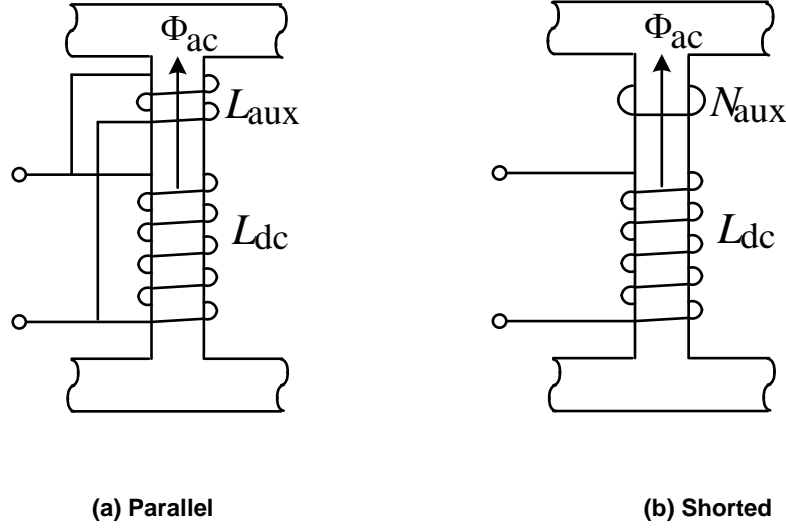 Φac
Φac
Laux
Naux
Ldc
Ldc
(a) Parallel
(b) Shorted